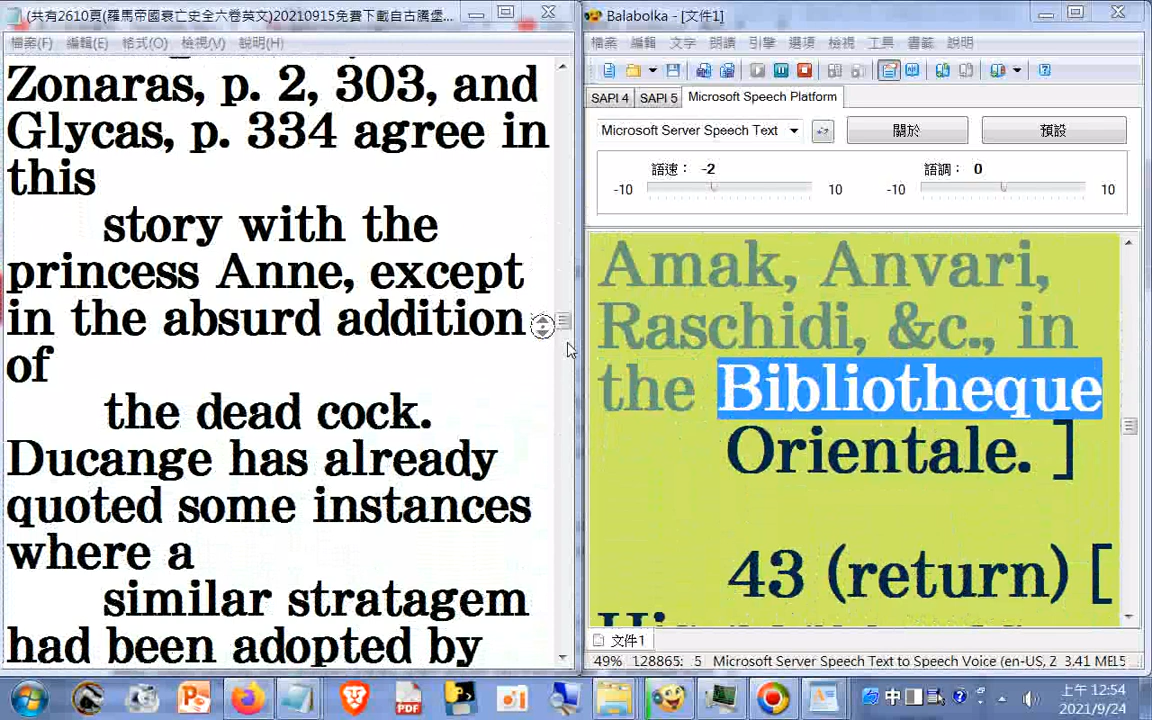 (共有2610頁(羅馬帝國衰亡史全六卷英文)20210915免費下載自古騰堡...
檔案(F) 編輯(E) 格式(O) 檢視(V) 說明(H)
Zonaras, p. 2, 303, and
Glycas, p. 334 agree in
this
story with the
princess Anne, except
in the absurd addition
of
the dead cock.
Ducange has already
quoted some instances
where a
similar stratagem
had been adopted by
Balabolka - [文件1]
檔案 編輯 文字 朗讀 引擎 選項 檢視 工具 書籤 說明
SAPI 4 SAPI 5 Microsoft Speech Platform
Microsoft Server Speech Text 關於 預設
語速： -2 語調： 0
-10 10 -10 10
Amak, Anvari,
Raschidi, &c., in
the Bibliotheque
Orientale. ]
43 (return) [
文件1
49% 128865: 5 Microsoft Server Speech Text to Speech Voice (en-US, Z 3.41 ME
中
上午 12:54
2021/9/24